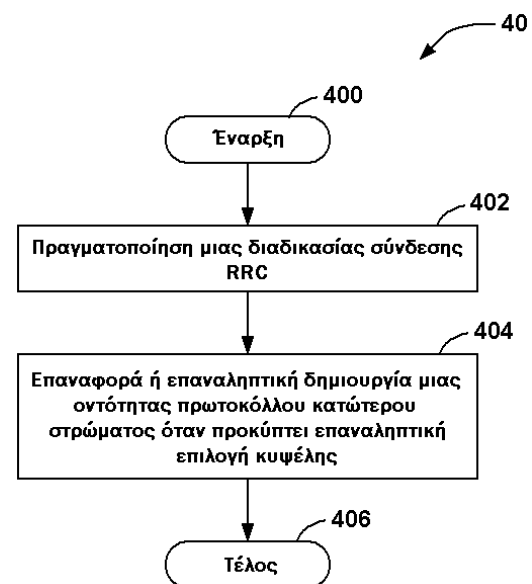 40
400
Έναρξη
402
Πραγματοποίηση μιας διαδικασίας σύνδεσης
RRC
404
Επαναφορά ή επαναληπτική δημιουργία μιας
οντότητας πρωτοκόλλου κατώτερου
στρώματος όταν προκύπτει επαναληπτική
επιλογή κυψέλης
406
Τέλος